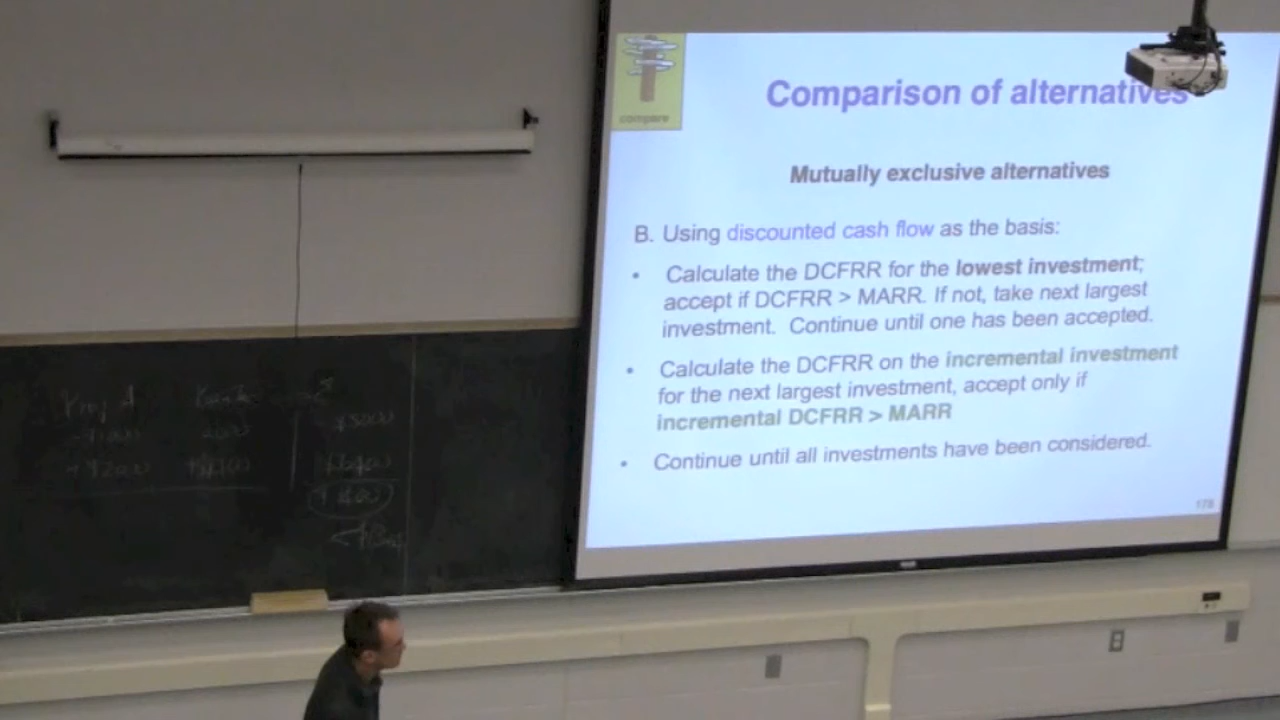 compare
Comparison of alternatives
Mutually exclusive alternatives
B. Using discounted cash flow as the basis:
• Calculate the DCFRR for the lowest investment;
accept if DCFRR > MARR. If not, take next largest
investment. Continue until one has been accepted.
• Calculate the DCFRR on the incremental investment
for the next largest investment, accept only if
incremental DCFRR > MARR
• Continue until all investments have been considered.
178
Proj A